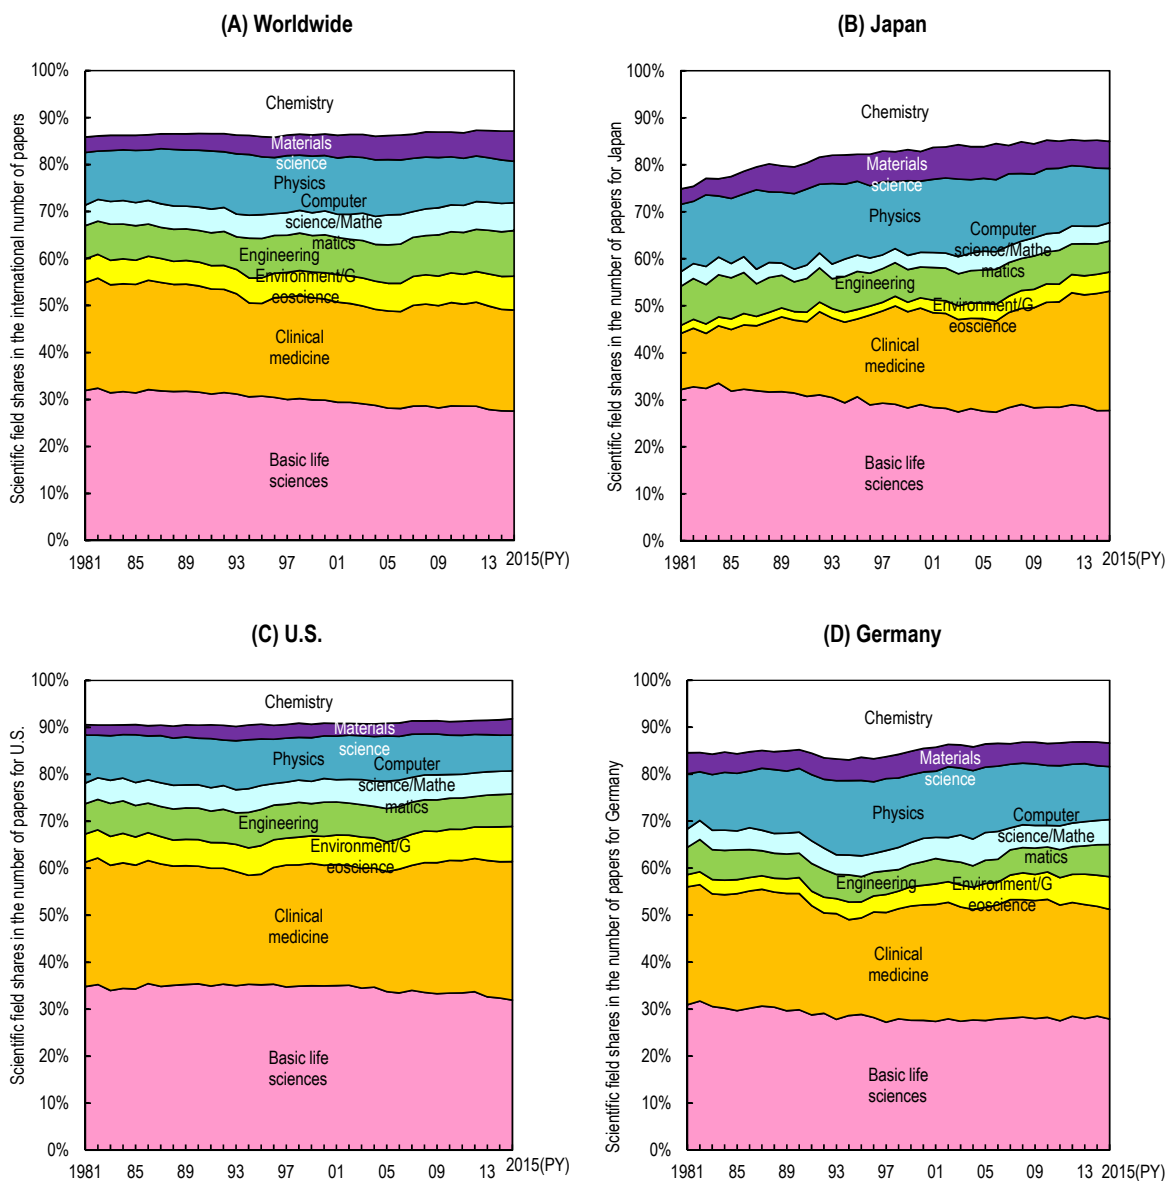 (A) Worldwide
Scientific field shares in the international number of papers
100%
90%
80%
70%
60%
50%
40%
30%
20%
10%
0%
Chemistry
Materials
science
Physics
Computer
science/Mathe
matics
Engineering
Environment/G
eoscience
Clinical
medicine
Basic life
sciences
1981 85 89 93 97 01 05 09 13 2015(PY)
(B) Japan
Scientific field shares in the number of papers for Japan
100%
90%
80%
70%
60%
50%
40%
30%
20%
10%
0%
Chemistry
Materials
science
Physics
Computer
science/Mathe
matics
Engineering
Environment/G
eoscience
Clinical
medicine
Basic life
sciences
1981 85 89 93 97 01 05 09 13 2015(PY)
(C) U.S.
Scientific field shares in the number of papers for U.S.
100%
90%
80%
70%
60%
50%
40%
30%
20%
10%
0%
Chemistry
Materials
science
Physics
Computer
science/Mathe
matics
Engineering
Environment/G
eoscience
Clinical
medicine
Basic life
sciences
1981 85 89 93 97 01 05 09 13 2015(PY)
(D) Germany
Scientific field shares in the number of papers for Germany
100%
90%
80%
70%
60%
50%
40%
30%
20%
10%
0%
Chemistry
Materials
science
Physics
Computer
science/Mathe
matics
Engineering
Environment/G
eoscience
Clinical
medicine
Basic life
sciences
1981 85 89 93 97 01 05 09 13 2015(PY)